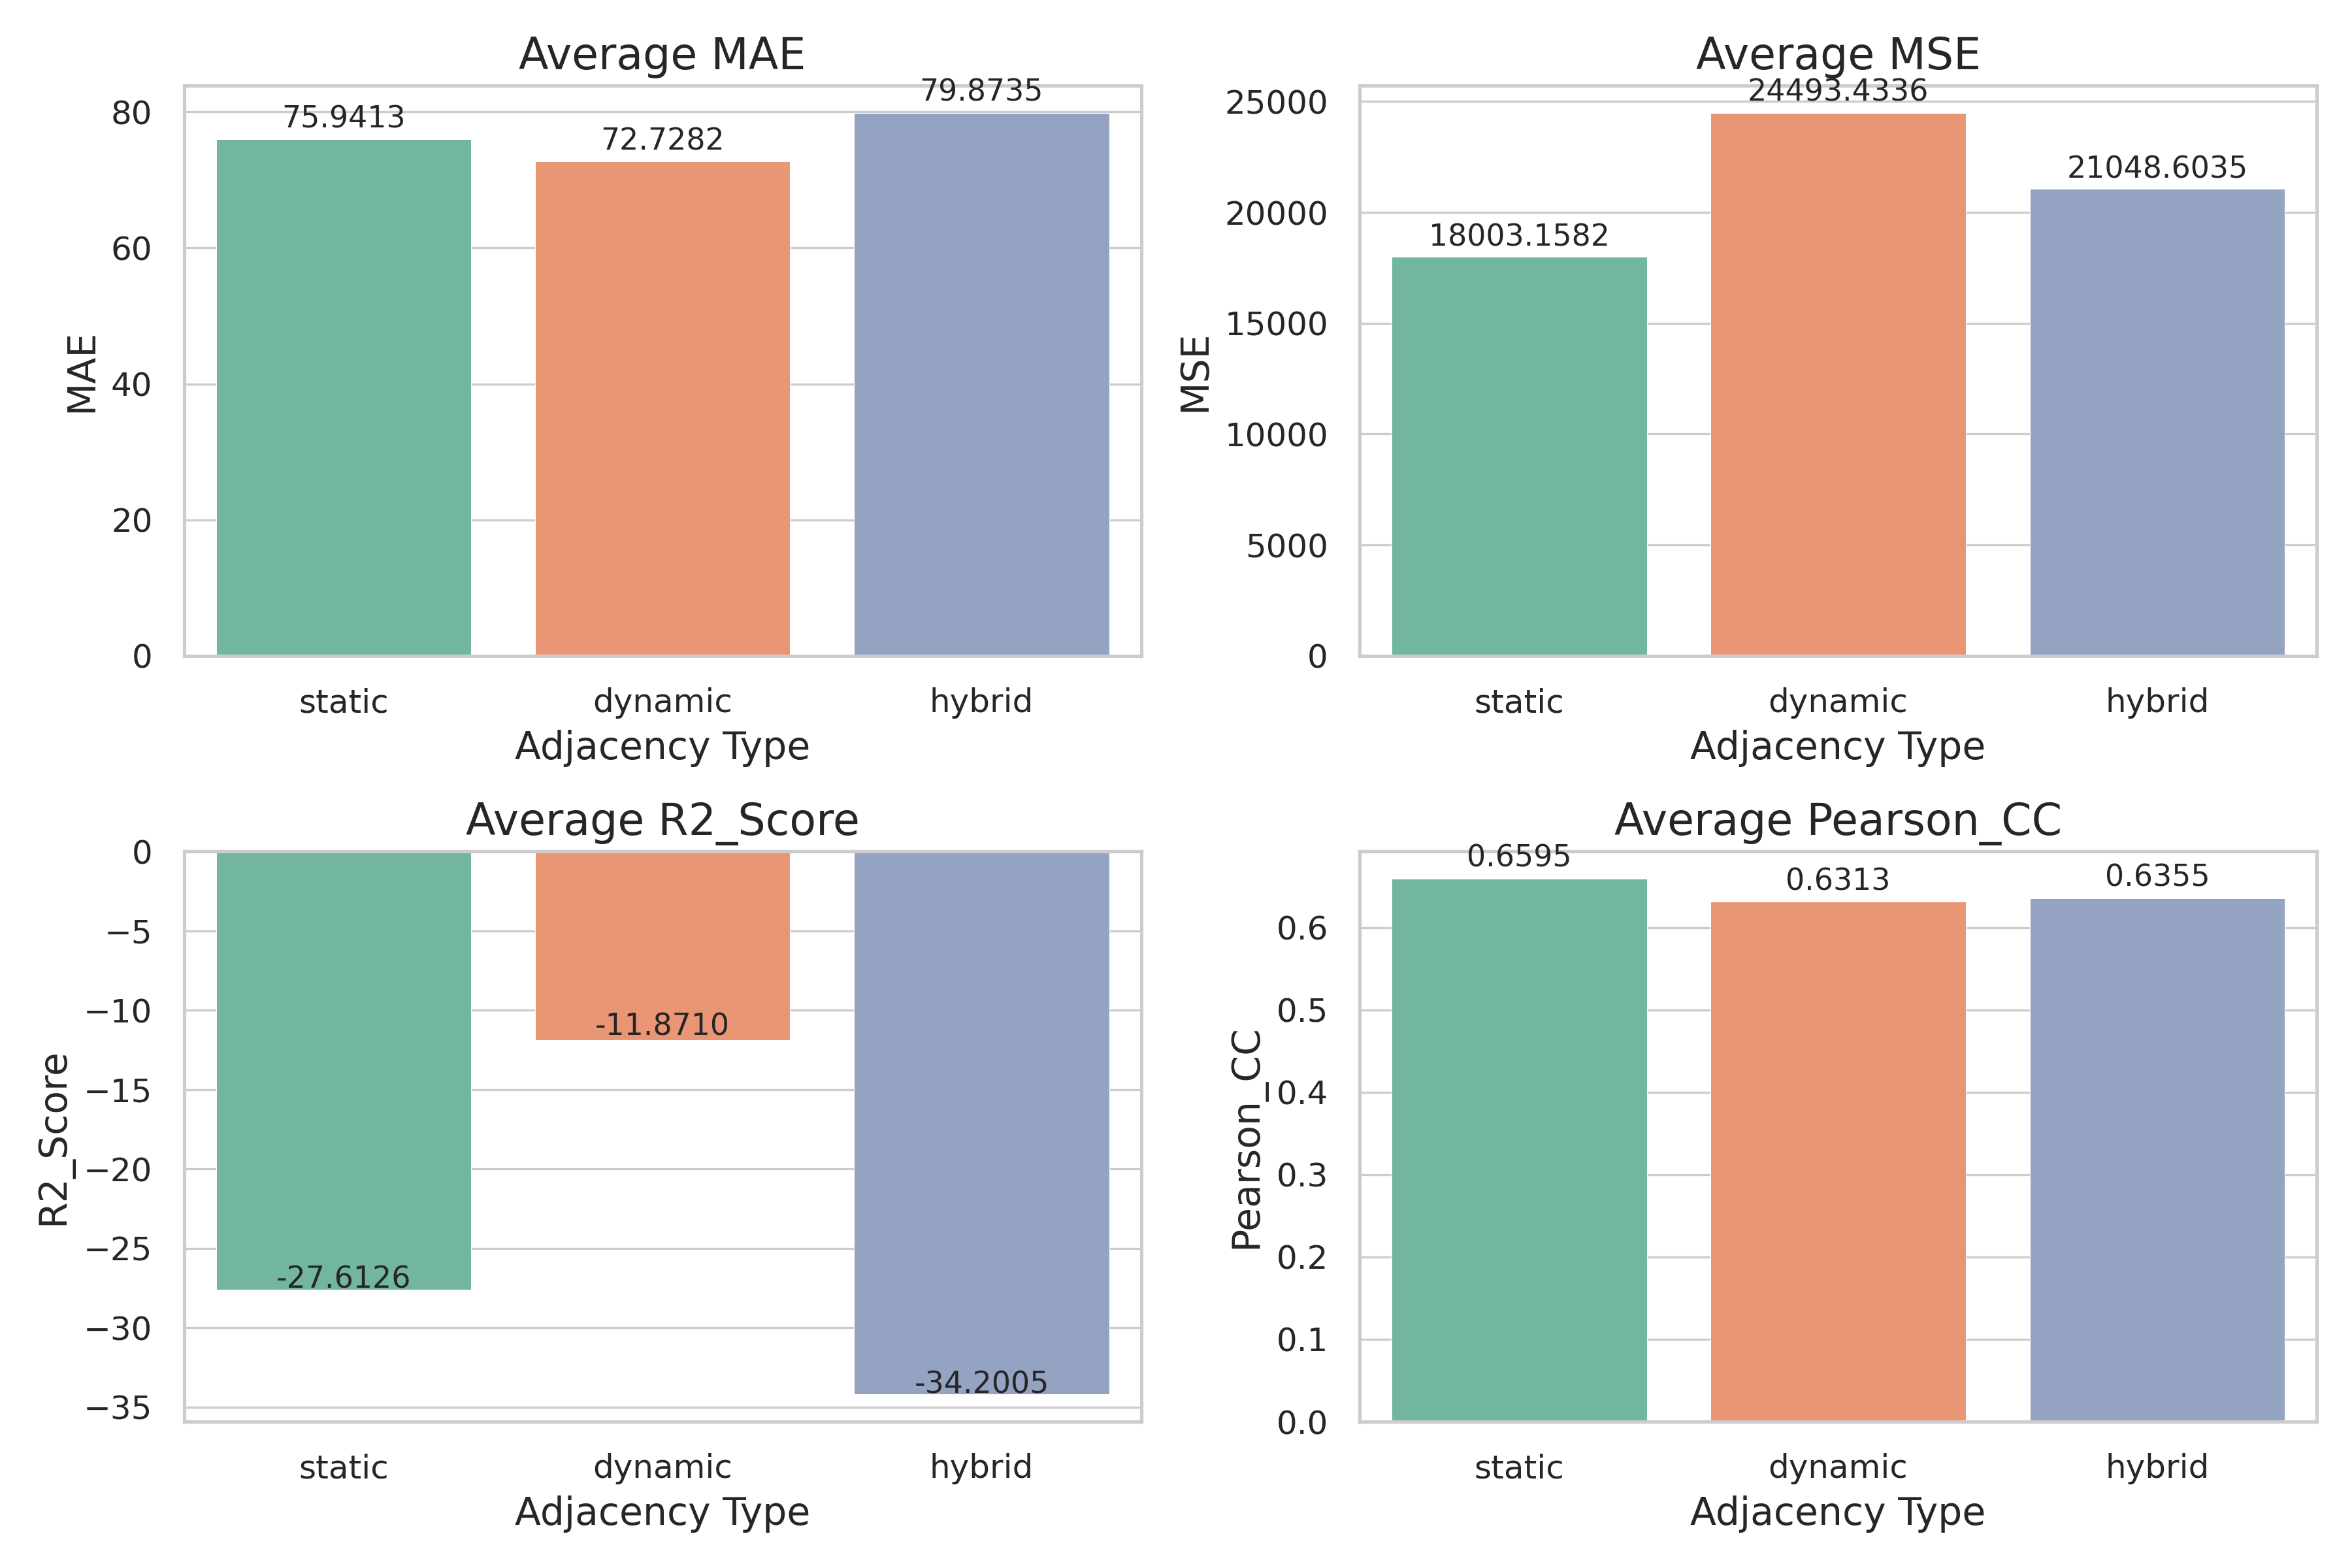 Average MAE
79.8735
80
75.9413
72.7282
60
MAE
40
20
0
static
dynamic
hybrid
Adjacency Type
Average MSE
25000
24493.4336
21048.6035
20000
18003.1582
15000
MSE
10000
5000
0
static
dynamic
hybrid
Adjacency Type
Average R2_Score
0
−5
−10
-11.8710
−15
R2_Score
−20
−25
-27.6126
−30
-34.2005
−35
static
dynamic
hybrid
Adjacency Type
Average Pearson_CC
0.6595
0.6313
0.6355
0.6
0.5
0.4
Pearson_CC
0.3
0.2
0.1
0.0
static
dynamic
hybrid
Adjacency Type